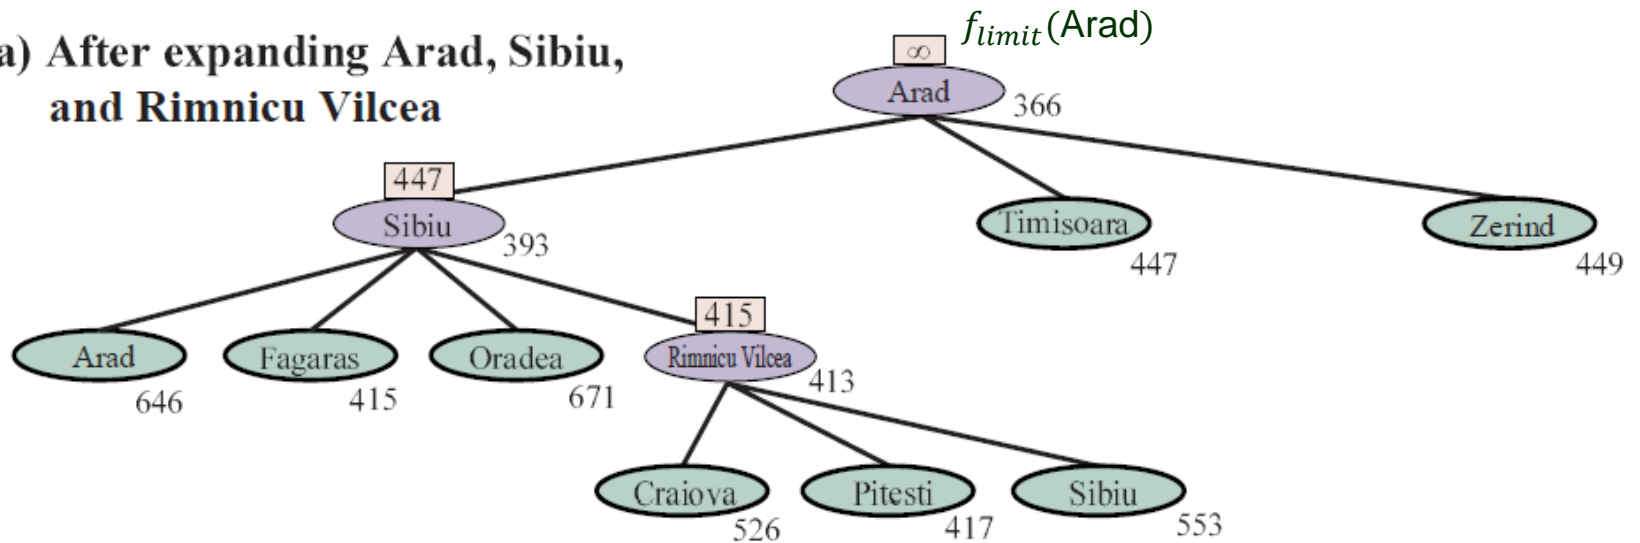 a) After expanding Arad, Sibiu,
and Rimnicu Vilcea
∞
f_limit(Arad)
Arad
366
447
Sibiu
393
Timisoara
447
Zerind
449
Arad
646
Fagaras
415
Oradea
671
415
Rimnicu Vilcea
413
Craiova
526
Pitesti
417
Sibiu
553